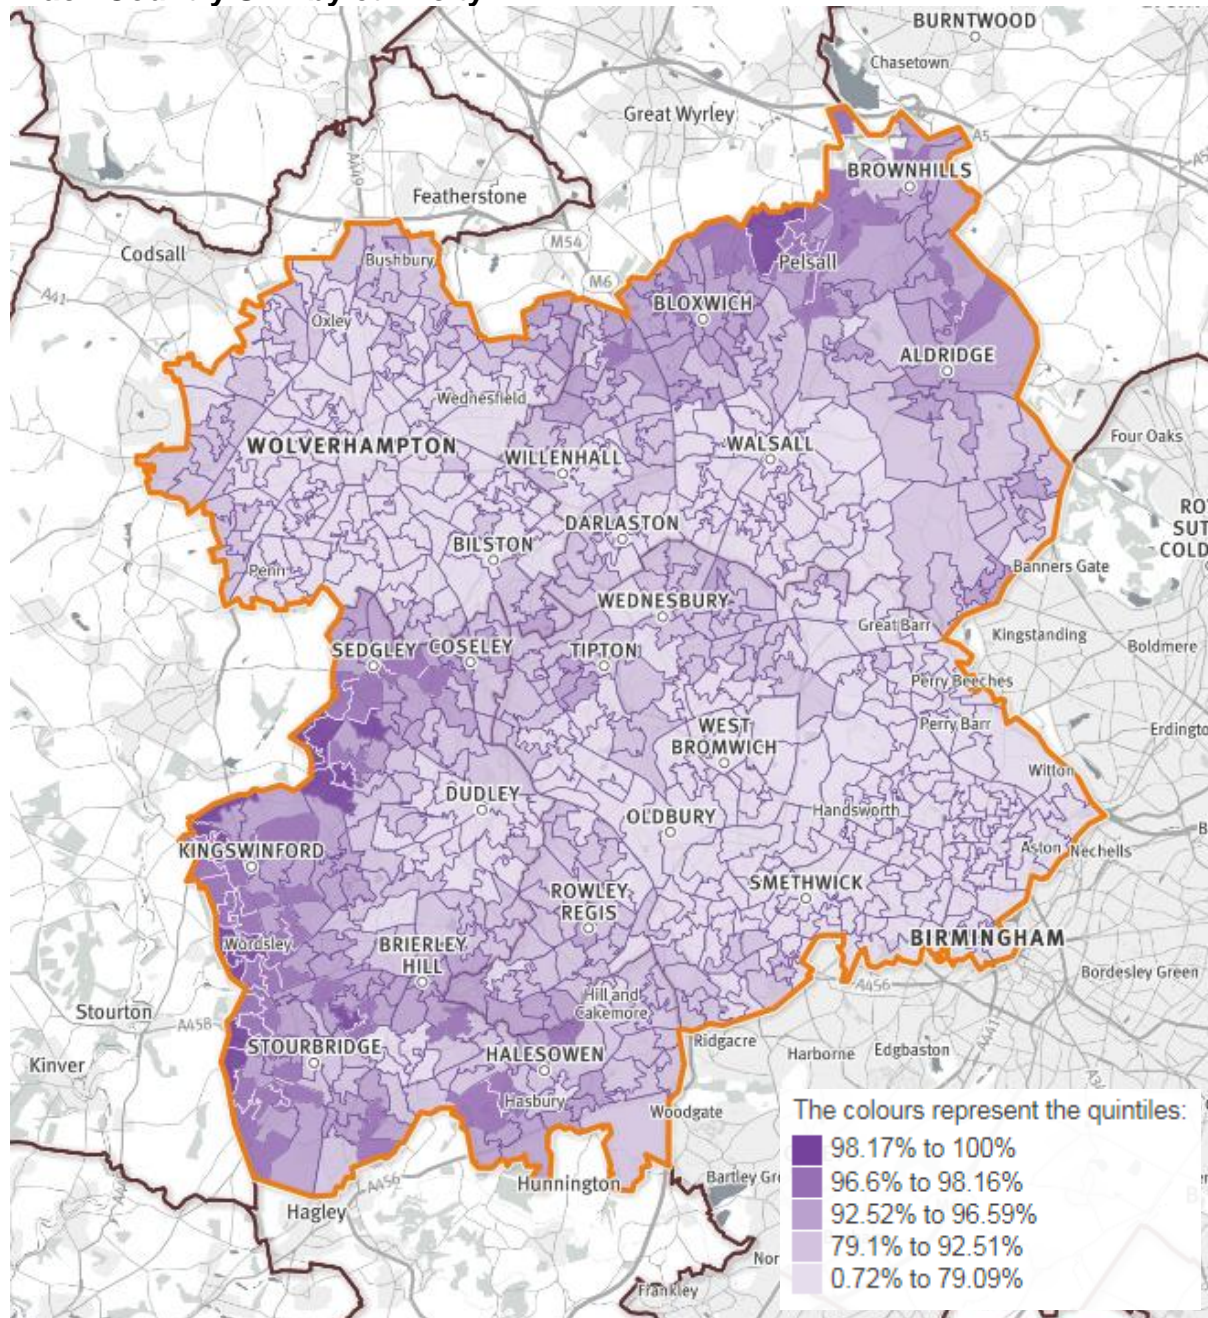 BURNTWOOD
Chasetown
Great Wyrley
A5
A449
BROWNHILLS
Featherstone
Codsall
M54
Bushbury
Pelsall
M6
A41
BLOXWICH
Oxley
ALDRIDGE
Wednesfield
Four Oaks
WOLVERHAMPTON
WALSALL
WILLENHALL
DARLASTON
BILSTON
Penn
Banners Gate
WEDNESBURY
Great Barr
Kingstanding
SEDGLEY
COSELEY
TIPTON
Boldmere
Perry Beeches
WEST
BROMWICH
Perry Barr
Witton
DUDLEY
OLDBURY
Handsworth
KINGSWINFORD
Aston
Nechells
SMETHWICK
ROWLEY
REGIS
Wordsley
BRIERLEY
HILL
BIRMINGHAM
Bordesley Green
A456
Hill and
Cakemore
Stourton
A458
A441
STOURBRIDGE
HALESOWEN
Ridgacre
Harborne
Edgbaston
Kinver
Hasbury
Woodgate
The colours represent the quintiles:
98.17% to 100%
96.6% to 98.16%
92.52% to 96.59%
79.1% to 92.51%
0.72% to 79.09%
A456
Hunnington
Hagley
Frankley